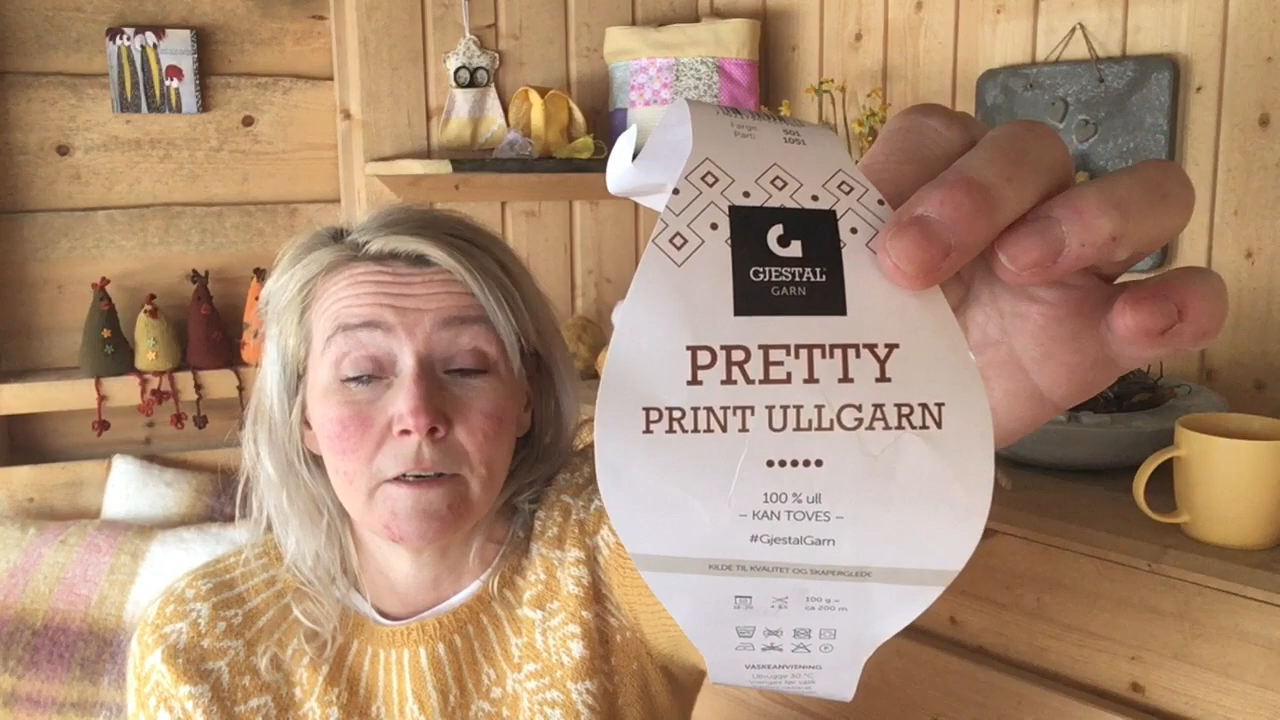 Farge: 501
Parti: 1051
GJESTAL
GARN
PRETTY
PRINT ULLGARN
100 % ull
– KAN TOVES –
#GjestalGarn
KILDE TIL KVALITET OG SKAPERGLEDE
100 g =
ca 200 m
VASKEANVISNING